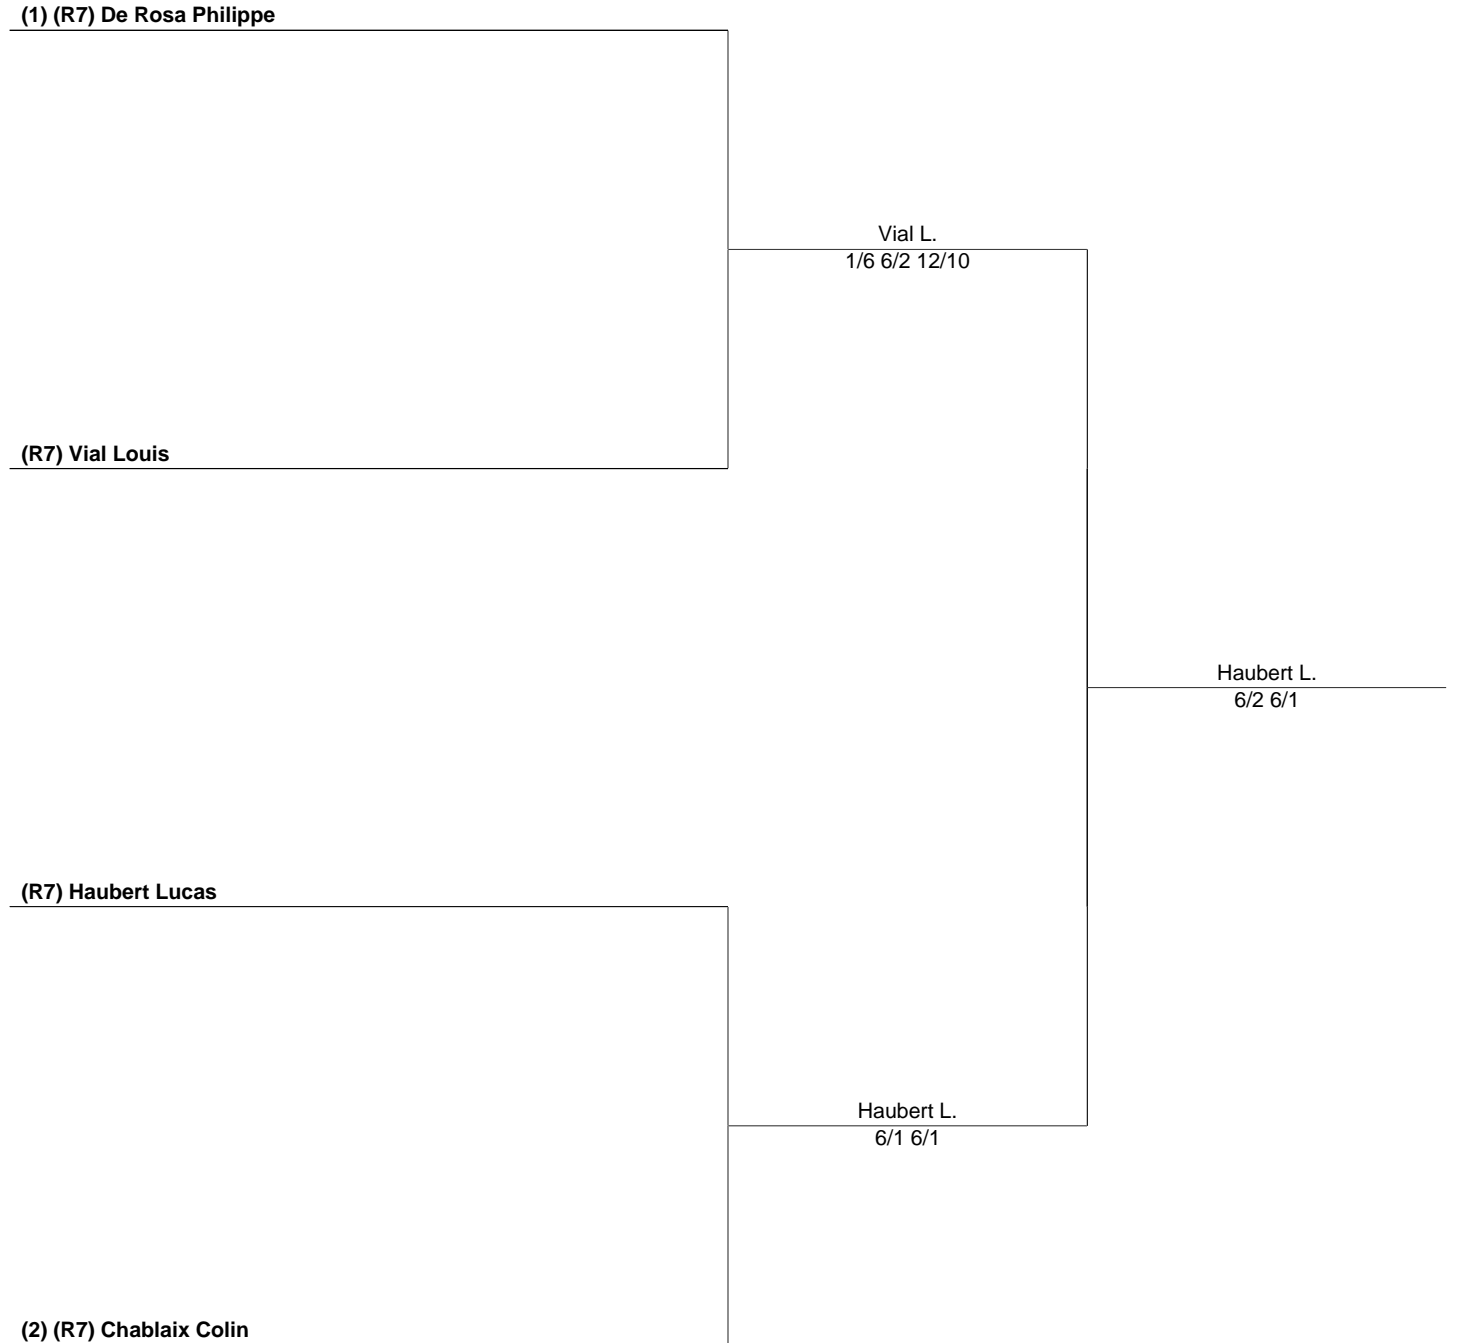 (1) (R7) De Rosa Philippe
Vial L.
1/6 6/2 12/10
(R7) Vial Louis
Haubert L.
6/2 6/1
(R7) Haubert Lucas
Haubert L.
6/1 6/1
(2) (R7) Chablaix Colin